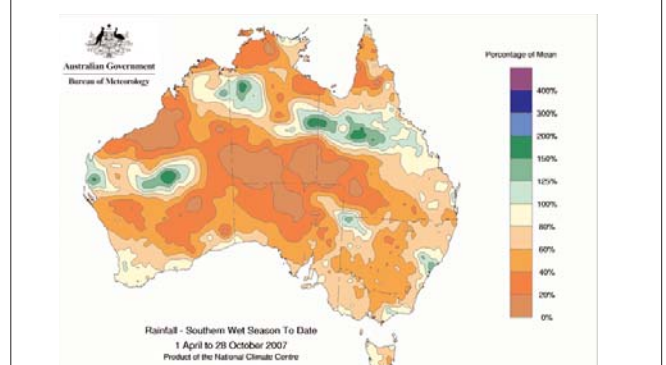 Australian Government
Bureau of Meteorology
Percentage of Mean
400%
300%
200%
150%
125%
100%
80%
60%
40%
20%
0%
Rainfall - Southern Wet Season To Date
1 April to 28 October 2007
Product of the National Climate Centre